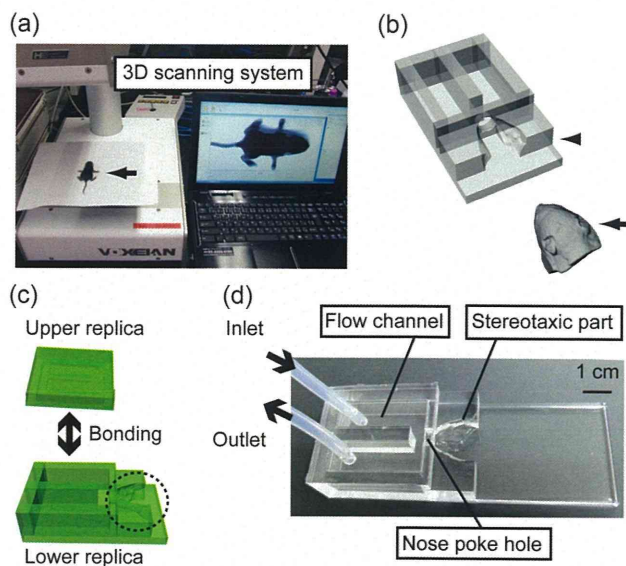 (a)
3D scanning system
VOXELAN
(b)
(c)
Upper replica
Bonding
Lower replica
(d)
Inlet
Outlet
Flow channel
Stereotaxic part
1 cm
Nose poke hole